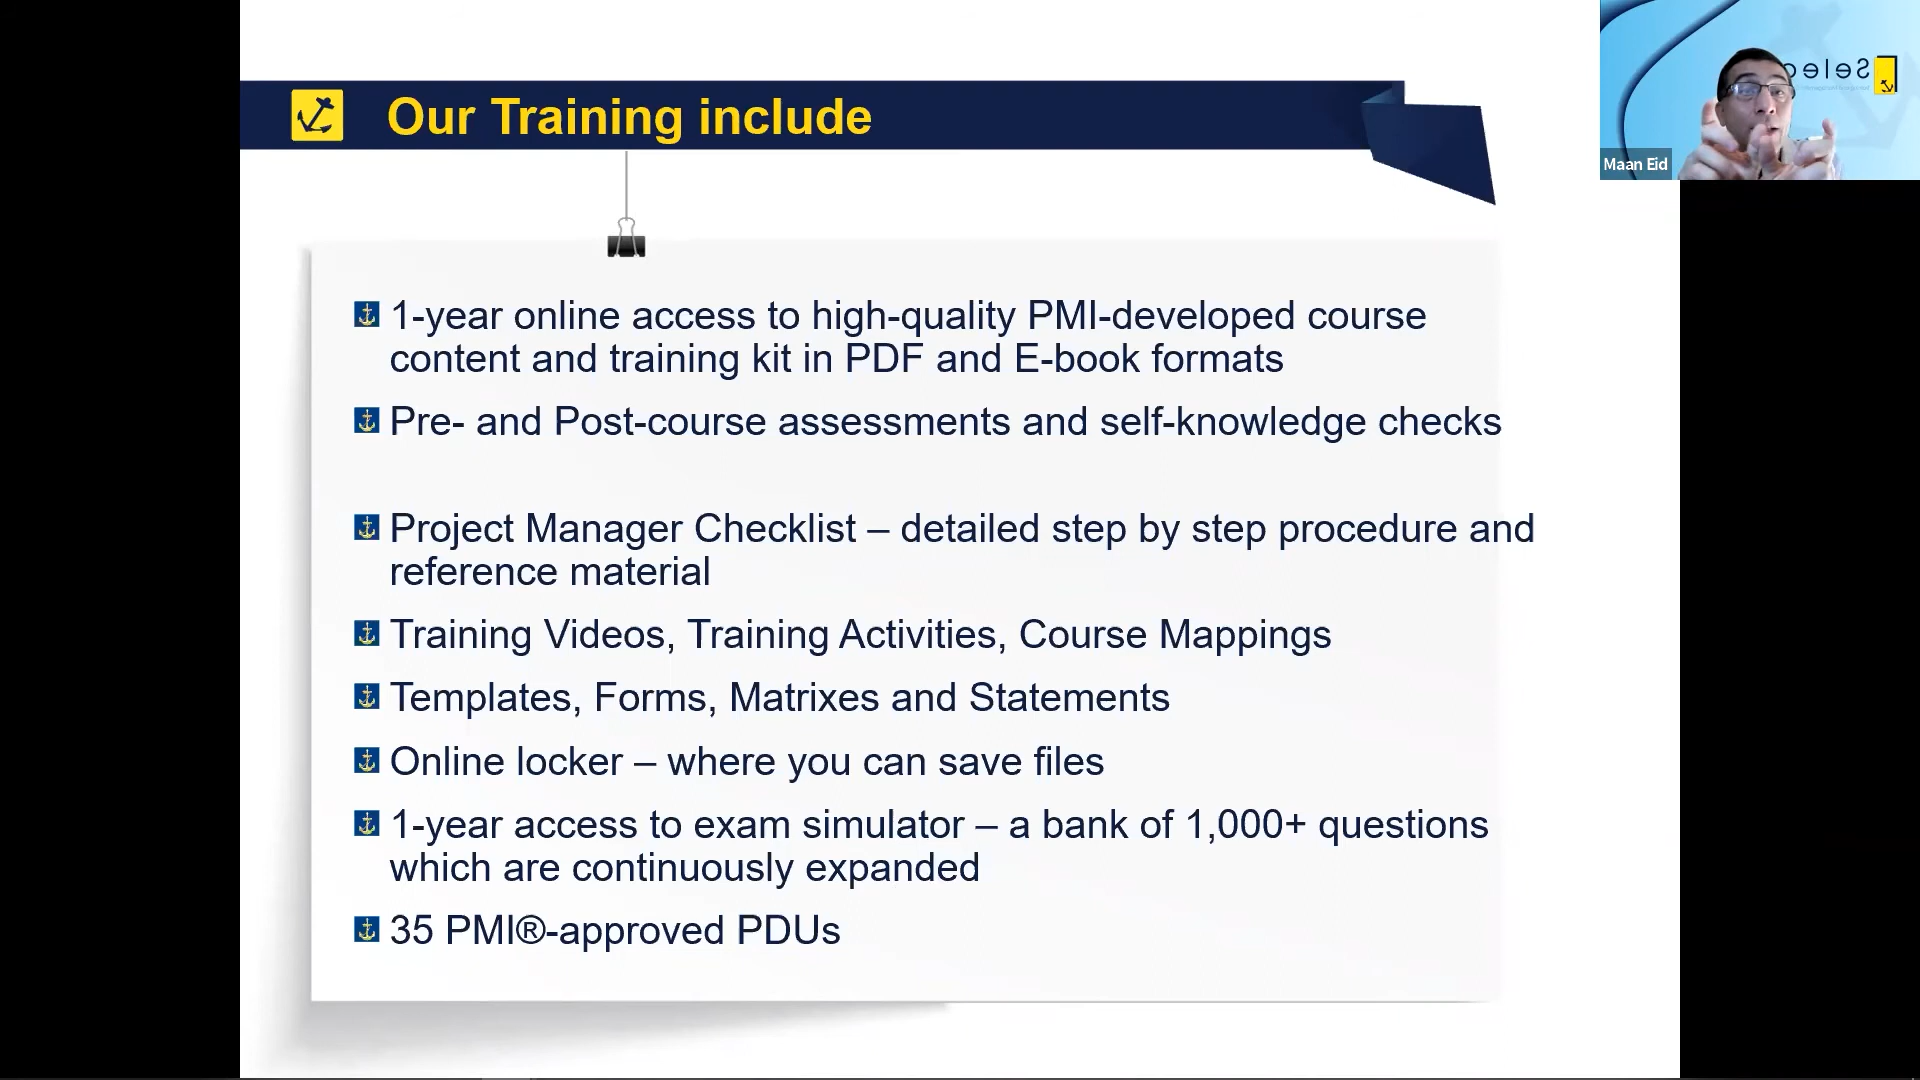 Our Training include
Maan Eid
1-year online access to high-quality PMI-developed course
content and training kit in PDF and E-book formats
Pre- and Post-course assessments and self-knowledge checks
Project Manager Checklist – detailed step by step procedure and
reference material
Training Videos, Training Activities, Course Mappings
Templates, Forms, Matrixes and Statements
Online locker – where you can save files
1-year access to exam simulator – a bank of 1,000+ questions
which are continuously expanded
35 PMI®-approved PDUs